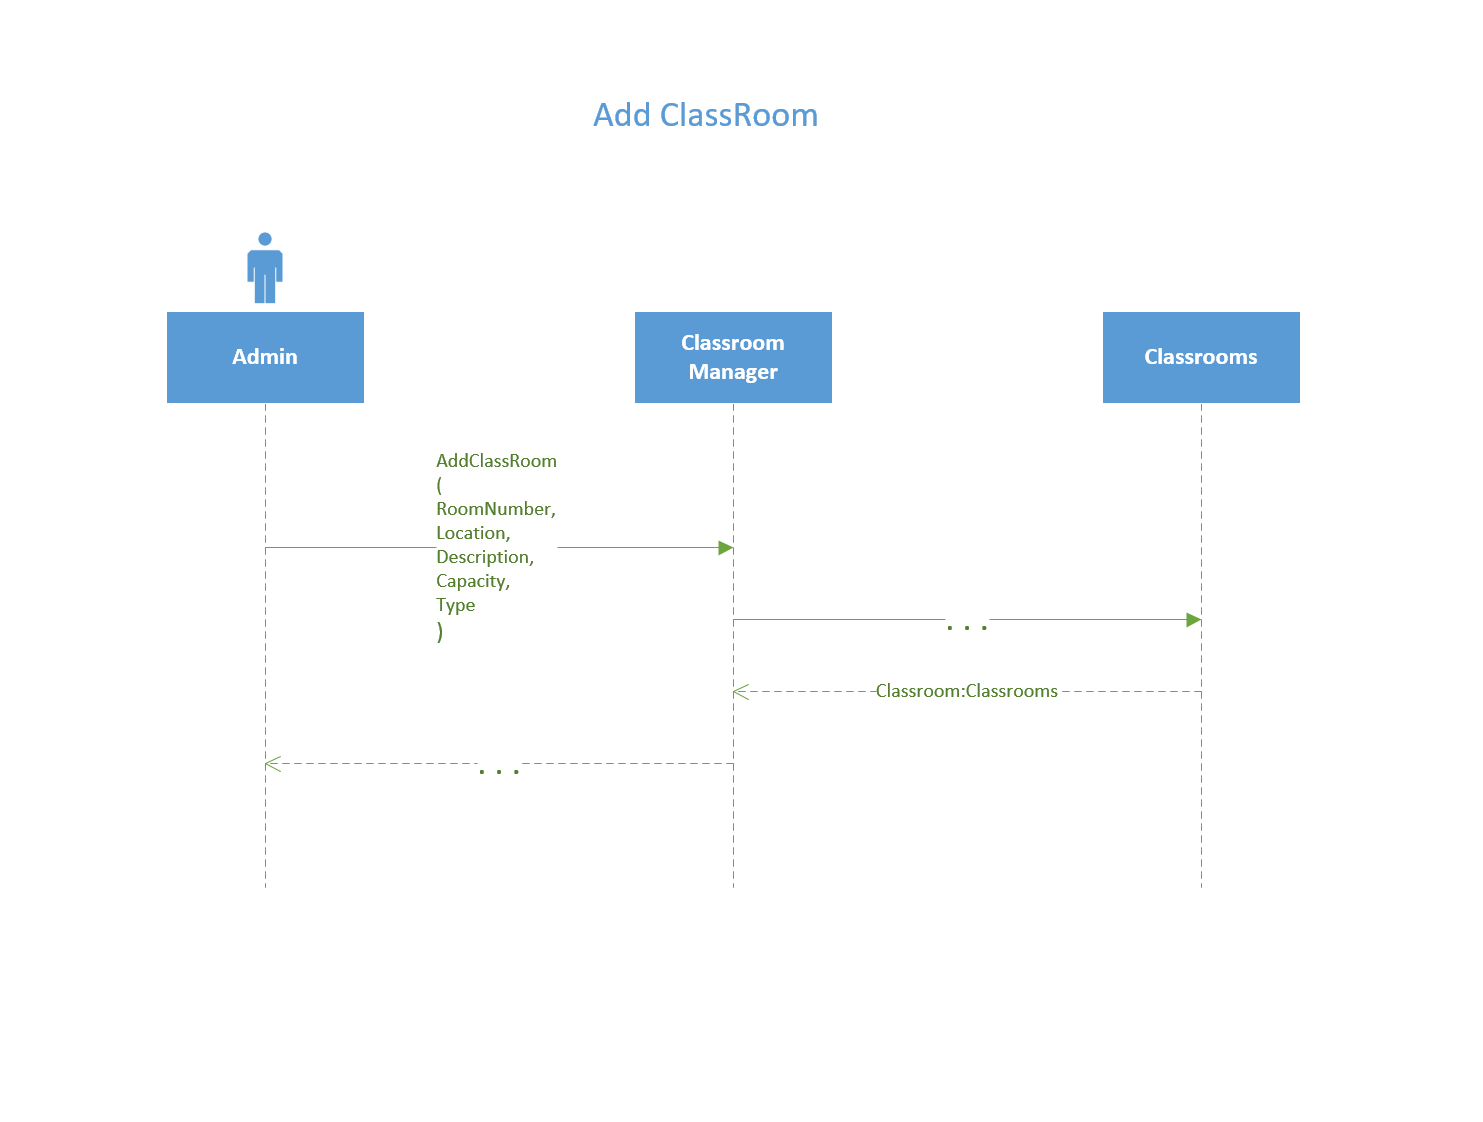 Add ClassRoom
Admin
Classroom
Manager
Classrooms
AddClassRoom
(
RoomNumber,
Location,
Description,
Capacity,
Type
)
. . .
Classroom:Classrooms
. . .